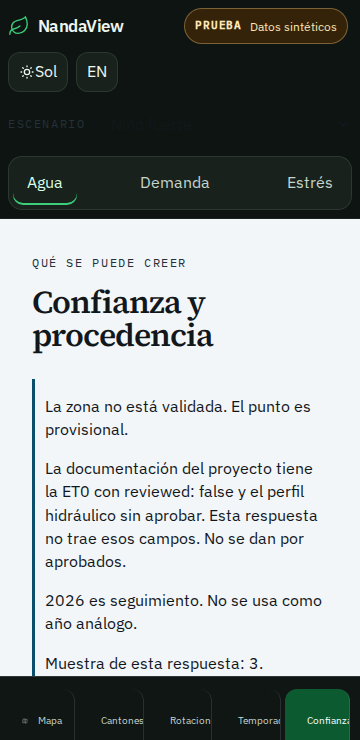 NandaView
PRUEBA Datos sintéticos
Sol
EN
ESCENARIO
Agua
Demanda
Estrés
QUÉ SE PUEDE CREER
Confianza y
procedencia
La zona no está validada. El punto es
provisional.
La documentación del proyecto tiene
la ET0 con reviewed: false y el perfil
hidráulico sin aprobar. Esta respuesta
no trae esos campos. No se dan por
aprobados.
2026 es seguimiento. No se usa como
año análogo.
Muestra de esta respuesta: 3.
Mapa
Cantones
Rotacion
Tempora
Confianza